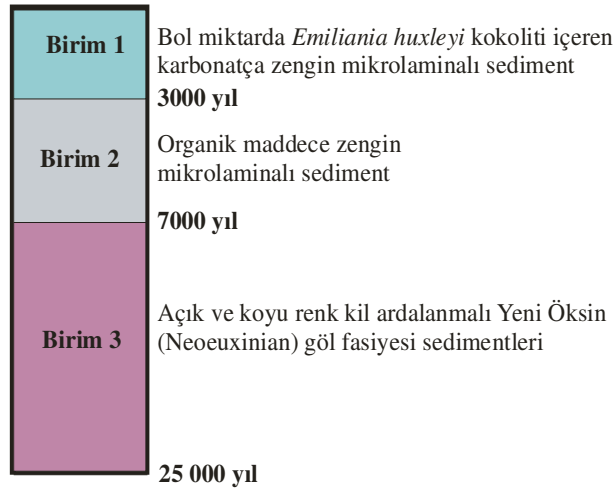 Birim 1
Bol miktarda Emiliania huxleyi kokoliti içeren
karbonatça zengin mikrolaminalı sediment
3000 yıl
Birim 2
Organik maddece zengin
mikrolaminalı sediment
7000 yıl
Birim 3
Açık ve koyu renk kil ardalanmalı Yeni Öksin
(Neoeuxinian) göl fasiyesi sedimentleri
25 000 yıl